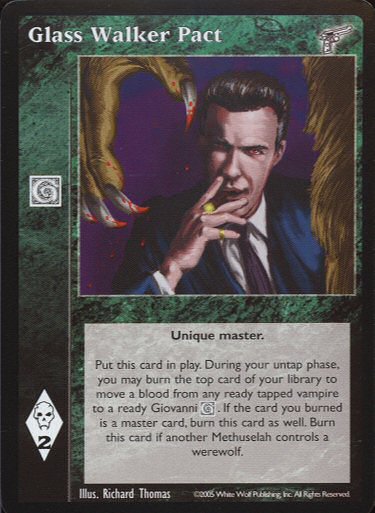 Glass Walker Pact
Unique master.
Put this card in play. During your untap phase,
you may burn the top card of your library to
move a blood from any ready tapped vampire
to a ready Giovanni G. If the card you burned
is a master card, burn this card as well. Burn
this card if another Methuselah controls a
werewolf.
2
Illus. Richard Thomas ©2005 White Wolf Publishing, Inc. All Rights Reserved.